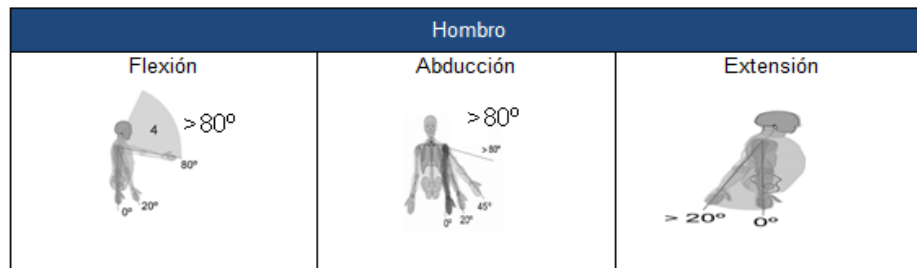 Hombro
Flexión
Abducción
Extensión
4
>80º
80º
0º 20º
>80º
>80º
45º
0º 20º
> 20º 0º